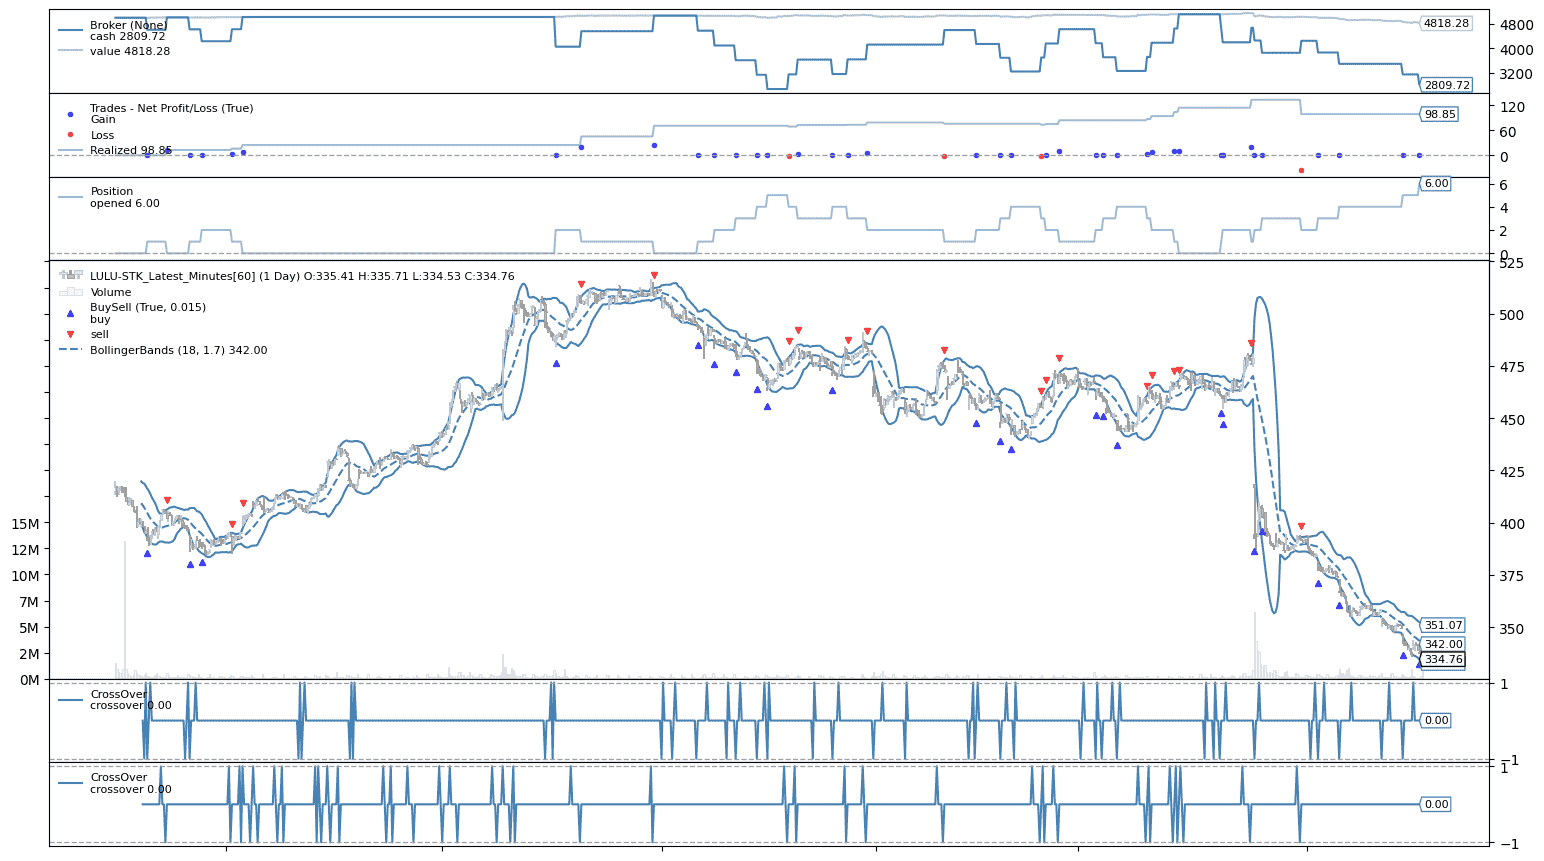 Broker (None)
cash 2809.72
value 4818.28
4818.28
2809.72
4800
4000
3200
Trades - Net Profit/Loss (True)
Gain
Loss
Realized 98.85
98.85
120
60
0
Position
opened 6.00
6.00
6
4
2
0
LULU-STK_Latest_Minutes[60] (1 Day) O:335.41 H:335.71 L:334.53 C:334.76
Volume
BuySell (True, 0.015)
buy
sell
BollingerBands (18, 1.7) 342.00
525
500
475
450
425
400
375
350
351.07
342.00
334.76
15M
12M
10M
7M
5M
2M
0M
CrossOver
crossover 0.00
0.00
1
−1
CrossOver
crossover 0.00
0.00
1
−1